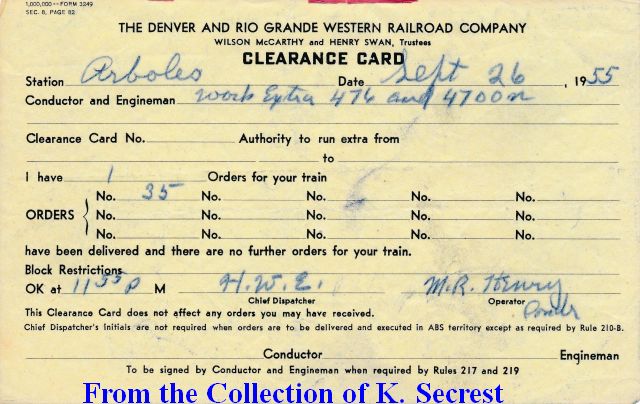 1,000,000—FORM 3249
SEC. 8, PAGE 82
THE DENVER AND RIO GRANDE WESTERN RAILROAD COMPANY
WILSON McCARTHY and HENRY SWAN, Trustees
CLEARANCE CARD
Station Arboles Date Sept 26, 1955
Conductor and Engineman Work Extra 476 and
Clearance Card No. Authority to run extra from
to
I have 1 Orders for your train
No. 35 No. No. No. No.
ORDERS No. No. No. No. No.
No. No. No. No. No.
have been delivered and there are no further orders for your train.
Block Restrictions
OK at 1155 P M H.W.E. M.R. Henry
Chief Dispatcher Operator
Condr
This Clearance Card does not affect any orders you may have received.
Chief Dispatcher's initials are not required when orders are to be delivered and executed in ABS territory except as required by Rule 210-B.
Conductor Engineman
To be signed by Conductor and Engineman when required by Rules 217 and 219
From the Collection of K. Secrest